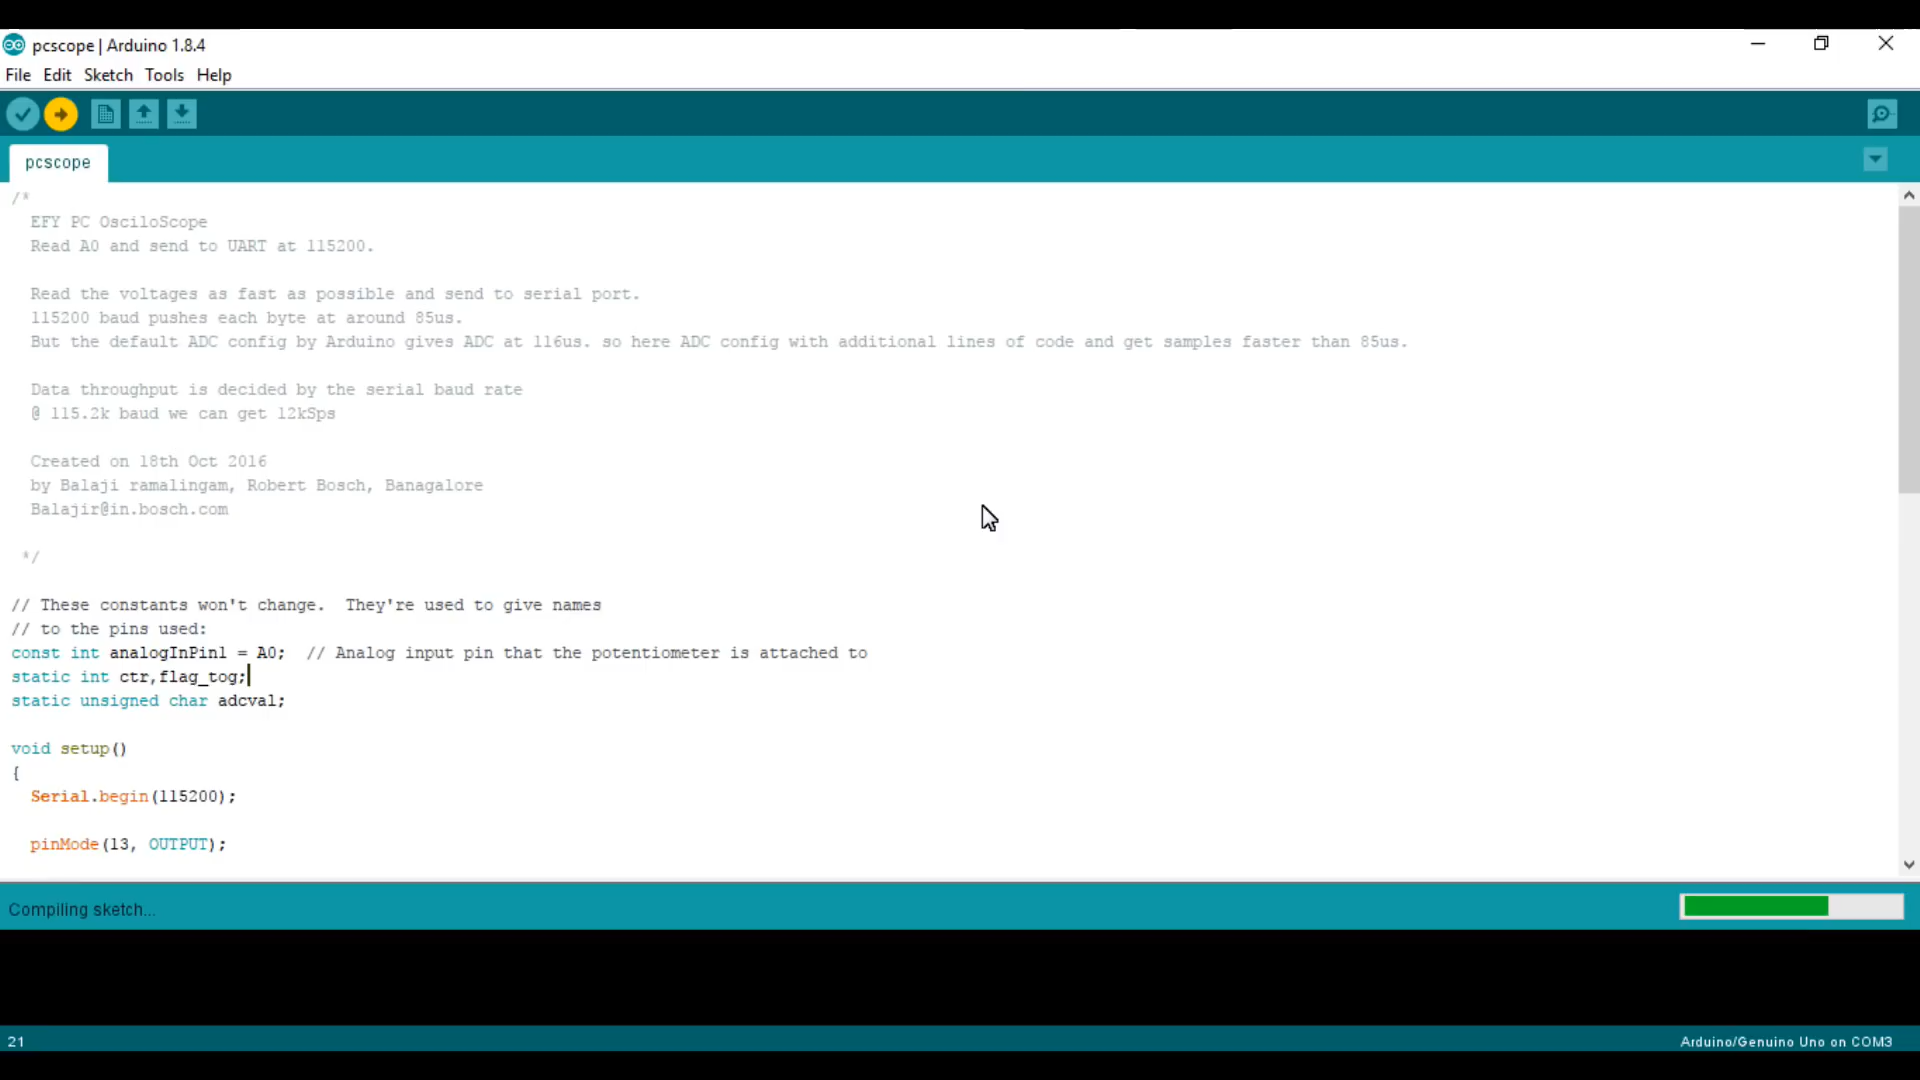 pcscope | Arduino 1.8.4
File Edit Sketch Tools Help
pcscope
/*
EFY PC OsciloScope
Read A0 and send to UART at 115200.
Read the voltages as fast as possible and send to serial port.
115200 baud pushes each byte at around 85us.
But the default ADC config by Arduino gives ADC at 116us. so here ADC config with additional lines of code and get samples faster than 85us.
Data throughput is decided by the serial baud rate
@ 115.2k baud we can get 12kSps
Created on 18th Oct 2016
by Balaji ramalingam, Robert Bosch, Banagalore
Balajir@in.bosch.com
*/
// These constants won't change.  They're used to give names
// to the pins used:
const int analogInPin1 = A0;  // Analog input pin that the potentiometer is attached to
static int ctr,flag_tog;
static unsigned char adcval;
void setup()
{
Serial.begin(115200);
pinMode(13, OUTPUT);
Compiling sketch...
21
Arduino/Genuino Uno on COM3